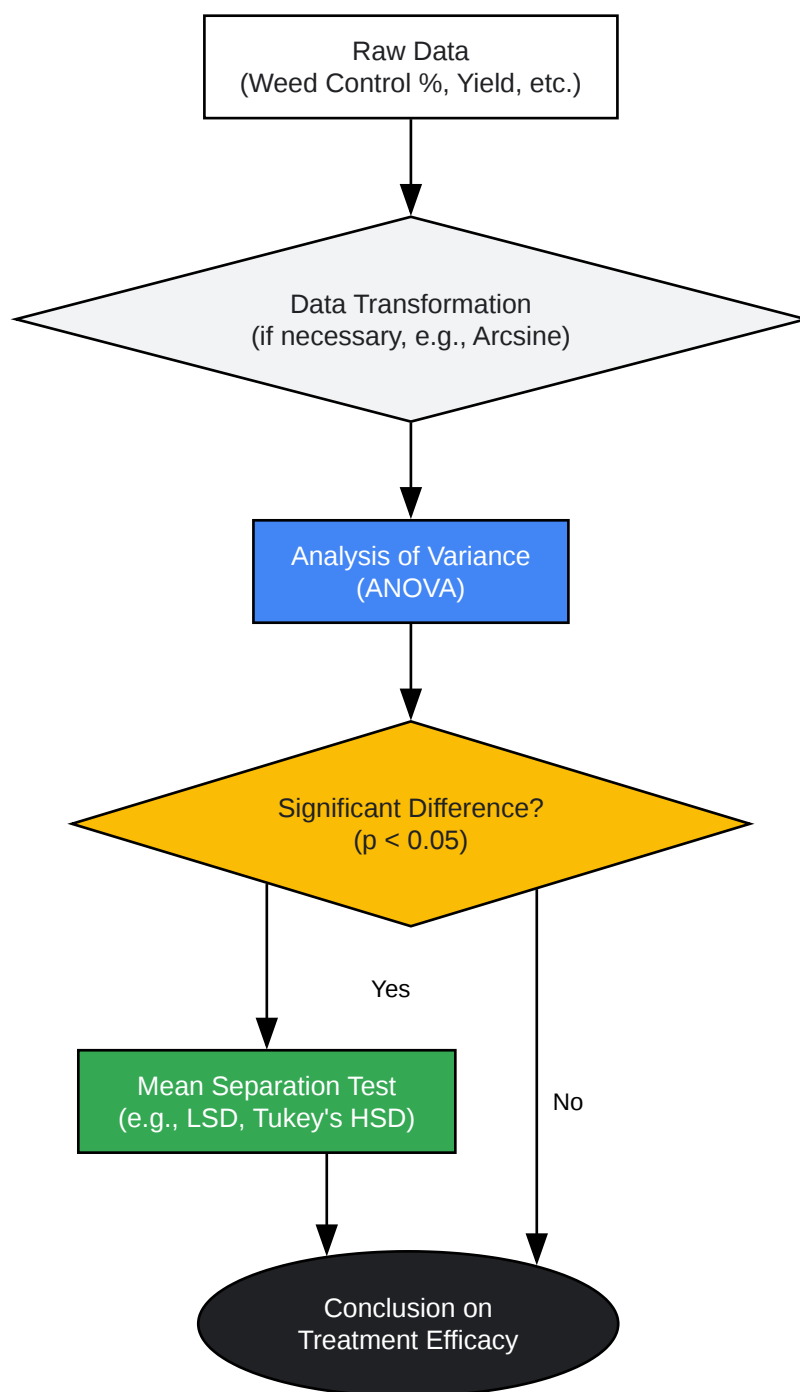 Raw Data
(Weed Control %, Yield, etc.)
Data Transformation
(if necessary, e.g., Arcsine)
Analysis of Variance
(ANOVA)
Significant Difference?
(p < 0.05)
Yes
Mean Separation Test
(e.g., LSD, Tukey's HSD)
No
Conclusion on
Treatment Efficacy